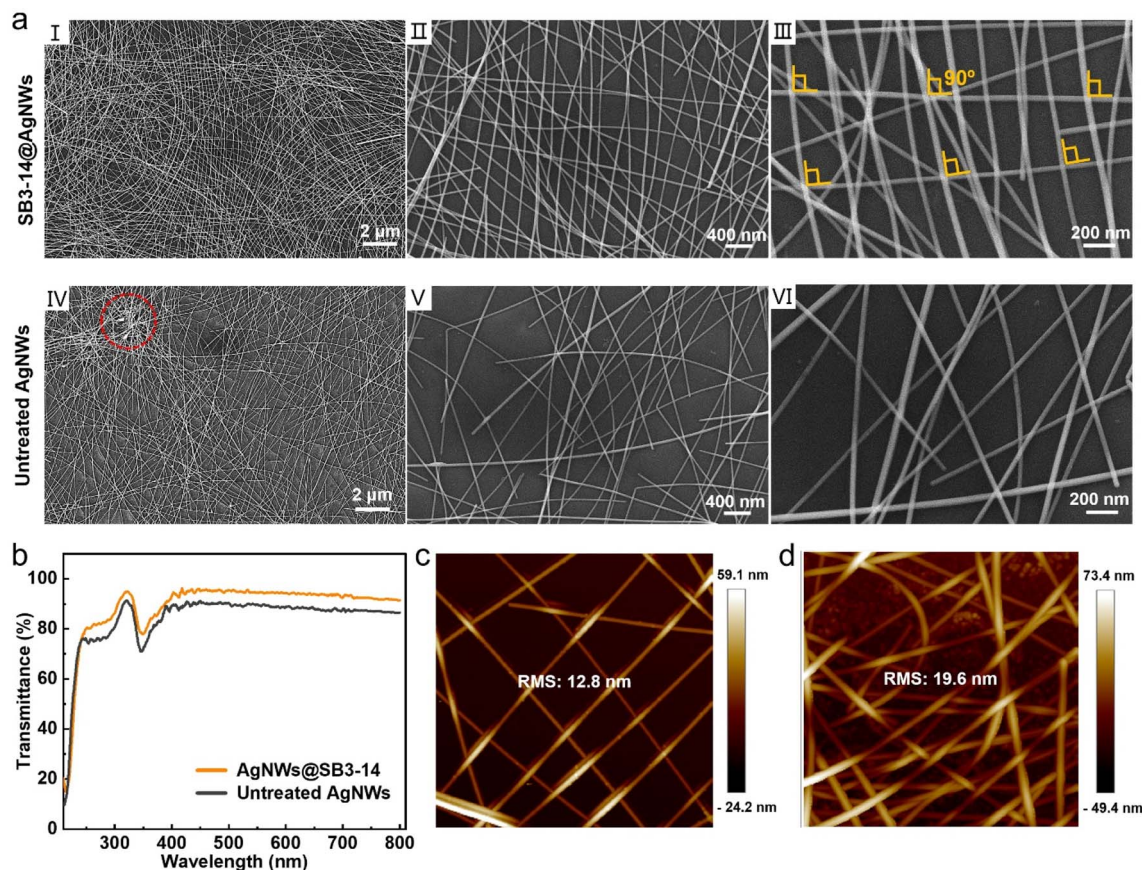 a
SB3-14@AgNWs
I
2 μm
II
400 nm
III
90º
200 nm
Untreated AgNWs
IV
2 μm
V
400 nm
VI
200 nm
b
Transmittance (%)
100
80
60
40
20
0
AgNWs@SB3-14
Untreated AgNWs
300 400 500 600 700 800
Wavelength (nm)
c
RMS: 12.8 nm
59.1 nm
- 24.2 nm
d
RMS: 19.6 nm
73.4 nm
- 49.4 nm